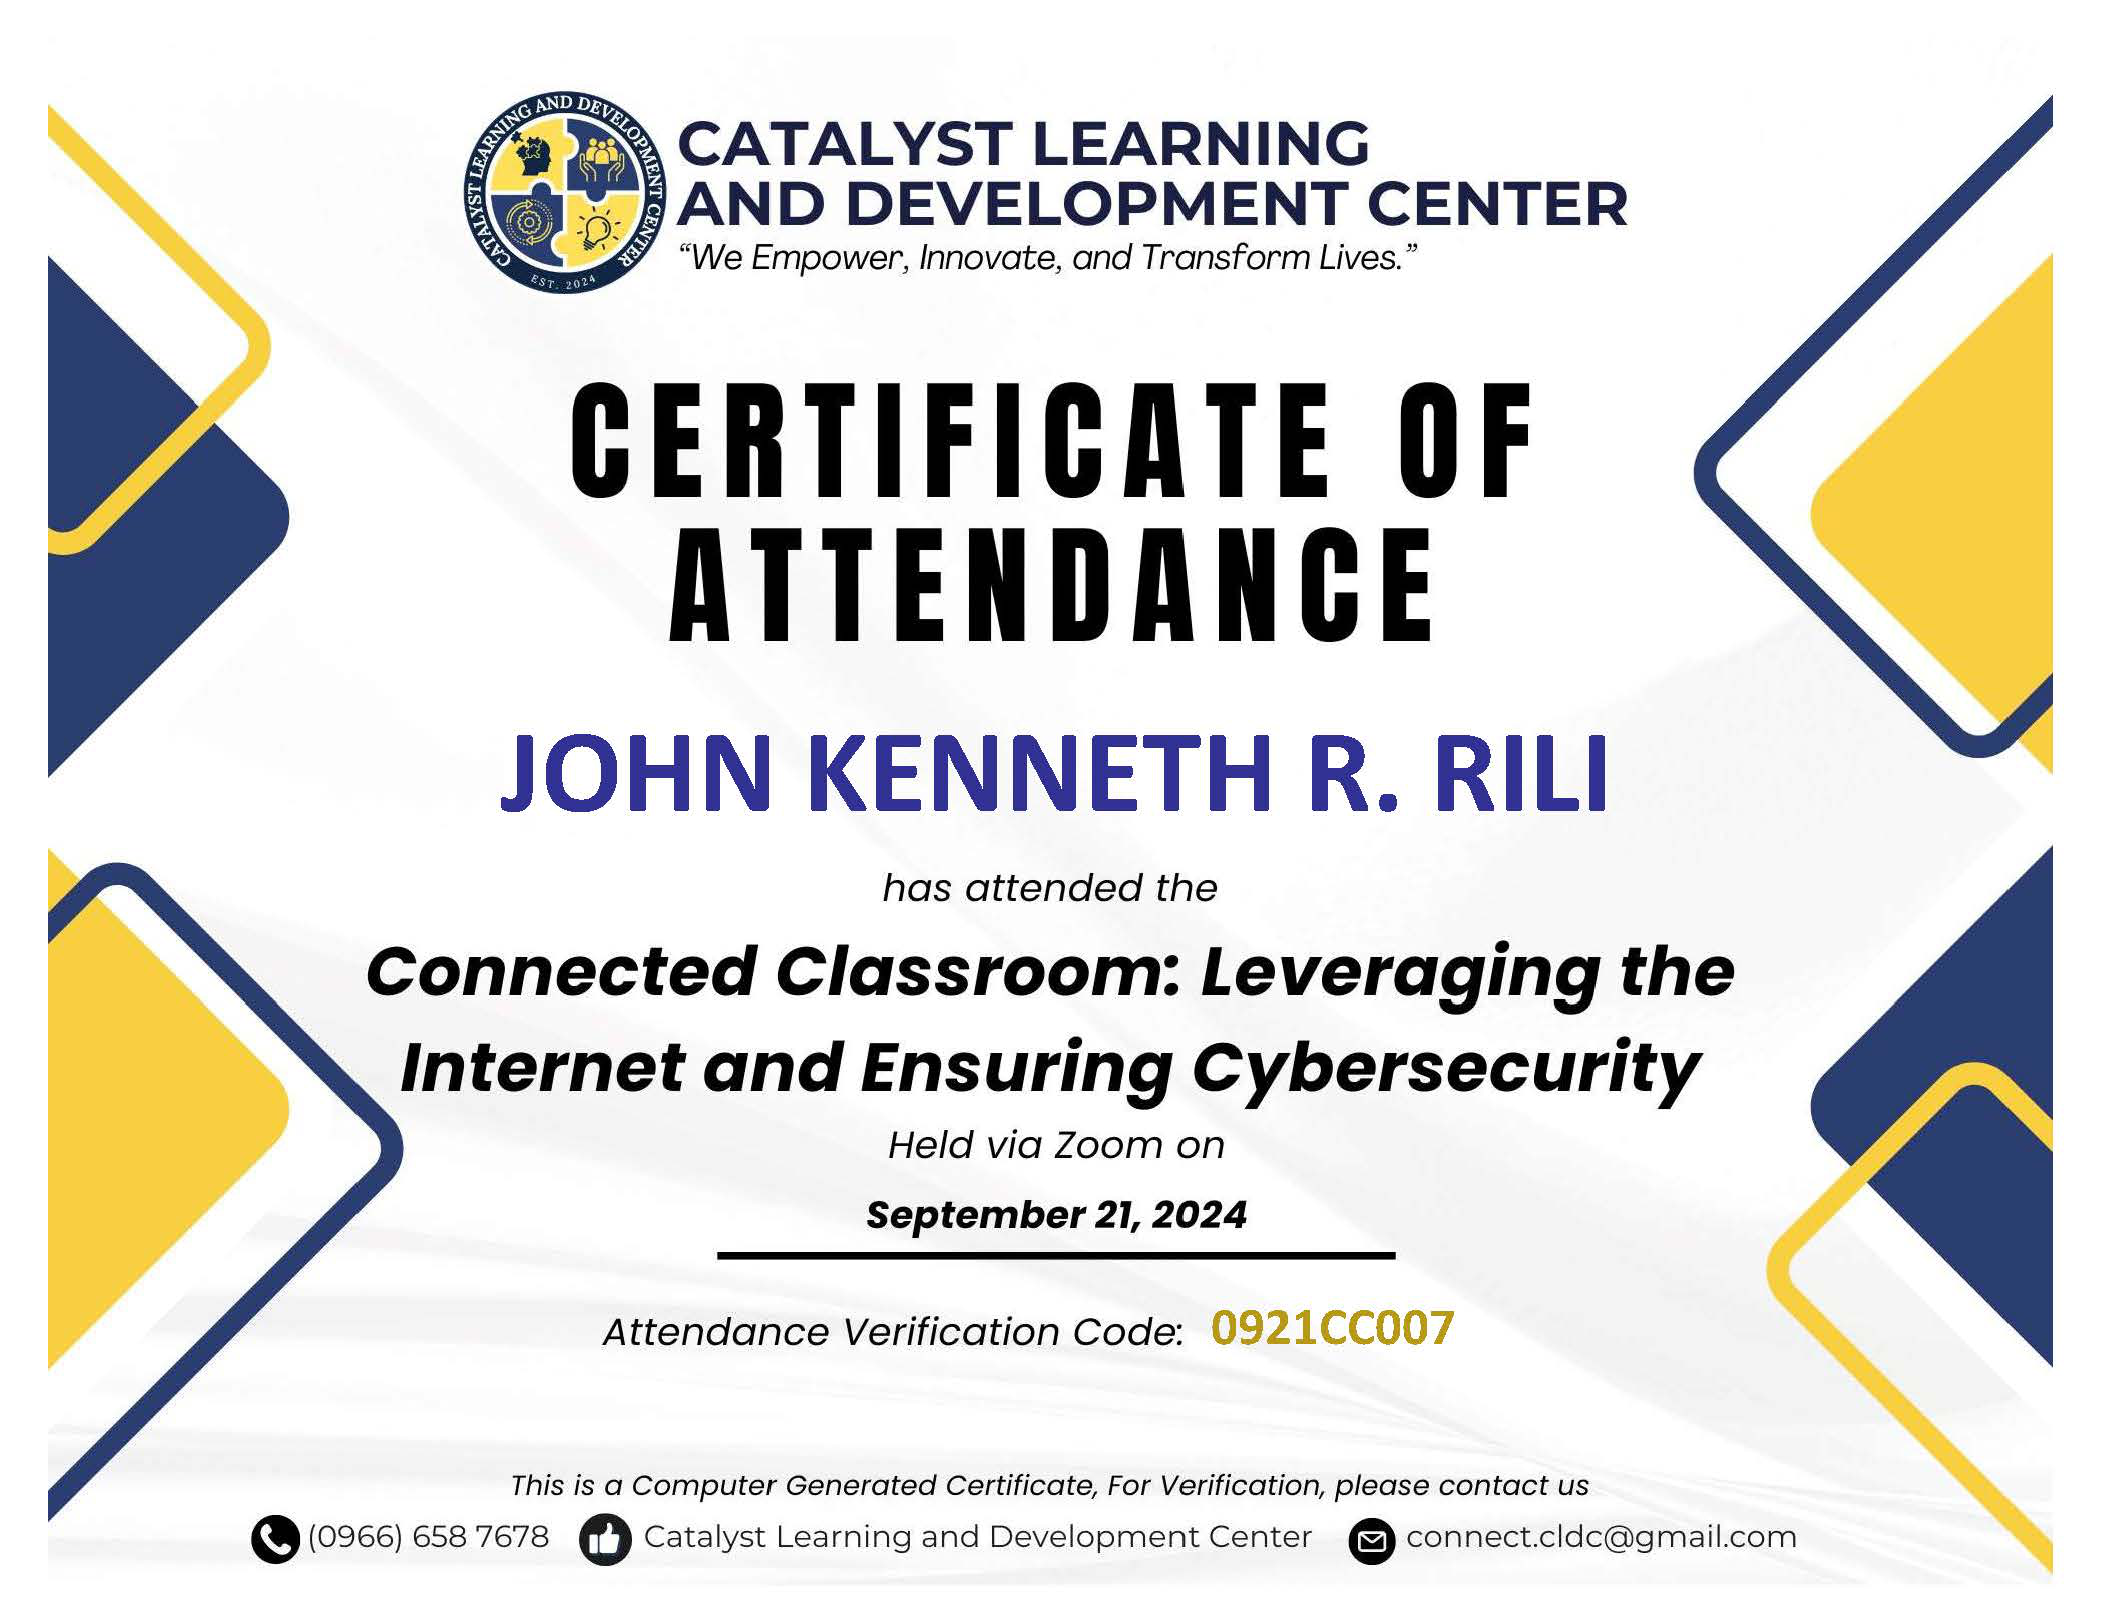 CATALYST LEARNING AND DEVELOPMENT CENTER
EST. 2024
CATALYST LEARNING
AND DEVELOPMENT CENTER
“We Empower, Innovate, and Transform Lives.”
CERTIFICATE OF
ATTENDANCE
JOHN KENNETH R. RILI
has attended the
Connected Classroom: Leveraging the
Internet and Ensuring Cybersecurity
Held via Zoom on
September 21, 2024
Attendance Verification Code: 0921CC007
This is a Computer Generated Certificate, For Verification, please contact us
(0966) 658 7678 Catalyst Learning and Development Center connect.cldc@gmail.com